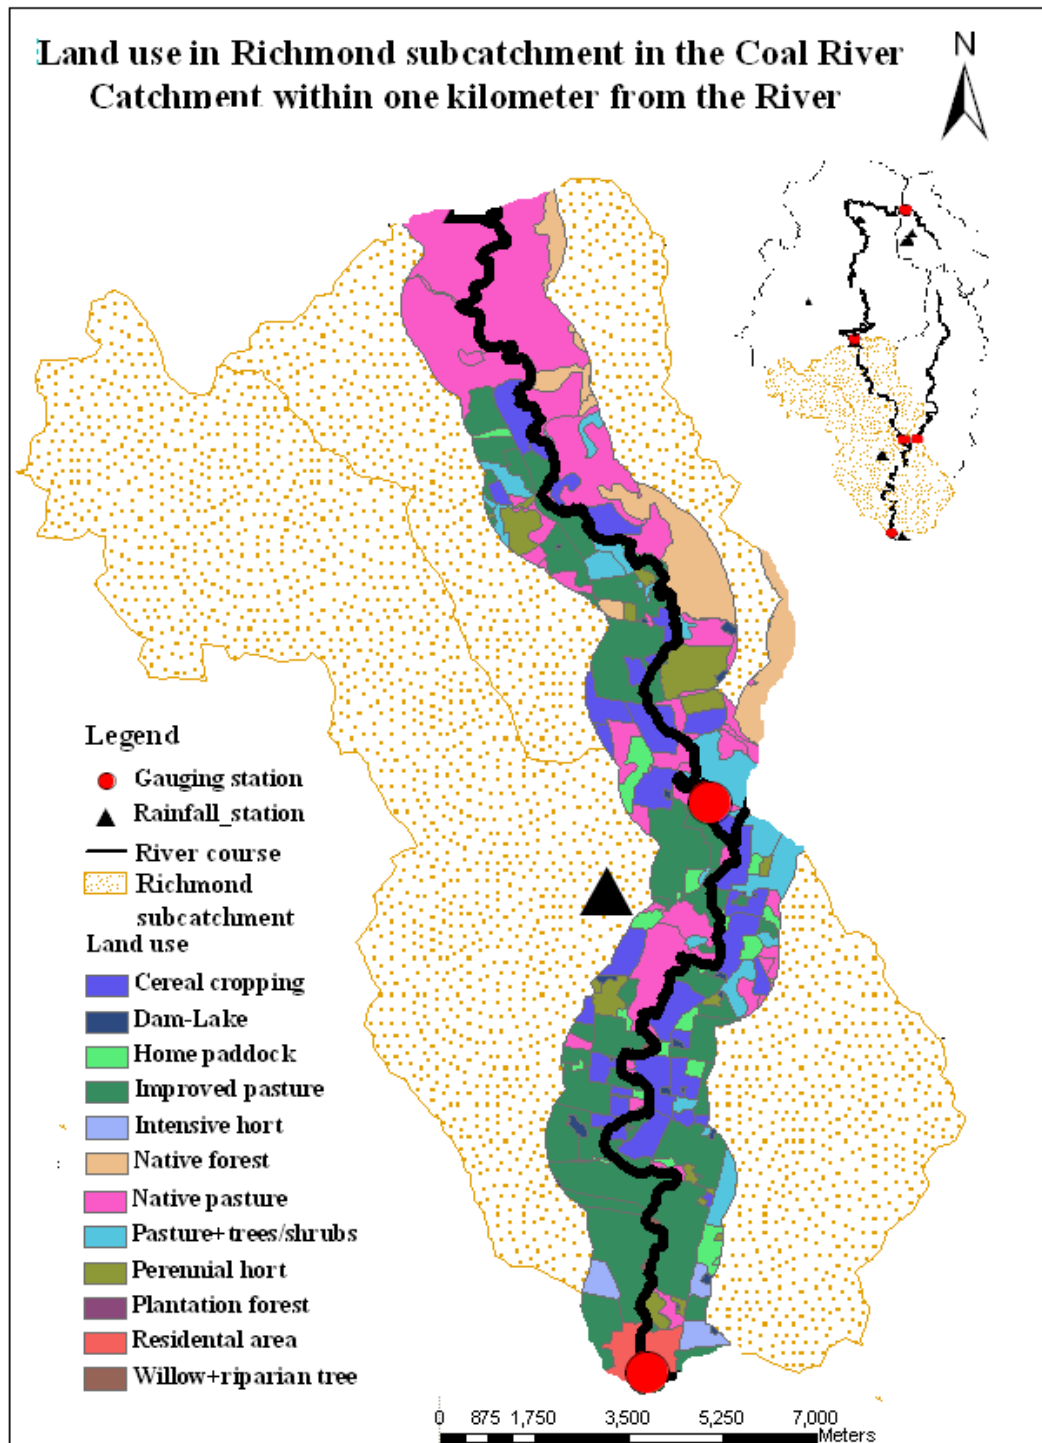 Land use in Richmond subcatchment in the Coal River
Catchment within one kilometer from the River
N
Legend
Gauging station
Rainfall_station
River course
Richmond
subcatchment
Land use
Cereal cropping
Dam-Lake
Home paddock
Improved pasture
Intensive hort
Native forest
Native pasture
Pasture+trees/shrubs
Perennial hort
Plantation forest
Residental area
Willow+riparian tree
0 875 1,750 3,500 5,250 7,000
Meters